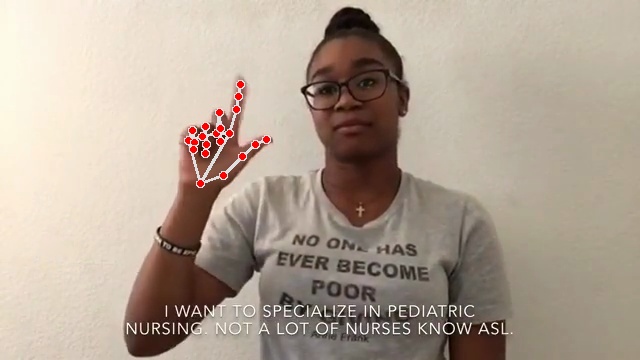 NO ONE HAS
EVER BECOME
POOR
Anne Frank
I WANT TO SPECIALIZE IN PEDIATRIC
NURSING. NOT A LOT OF NURSES KNOW ASL.